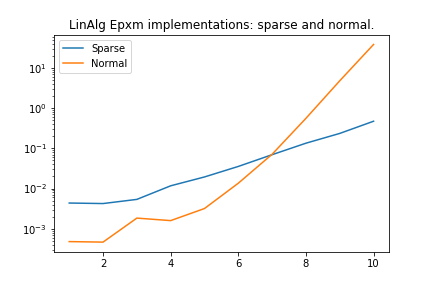 LinAlg Epxm implementations: sparse and normal.
Sparse
Normal
10¹
10⁰
10⁻¹
10⁻²
10⁻³
2 4 6 8 10